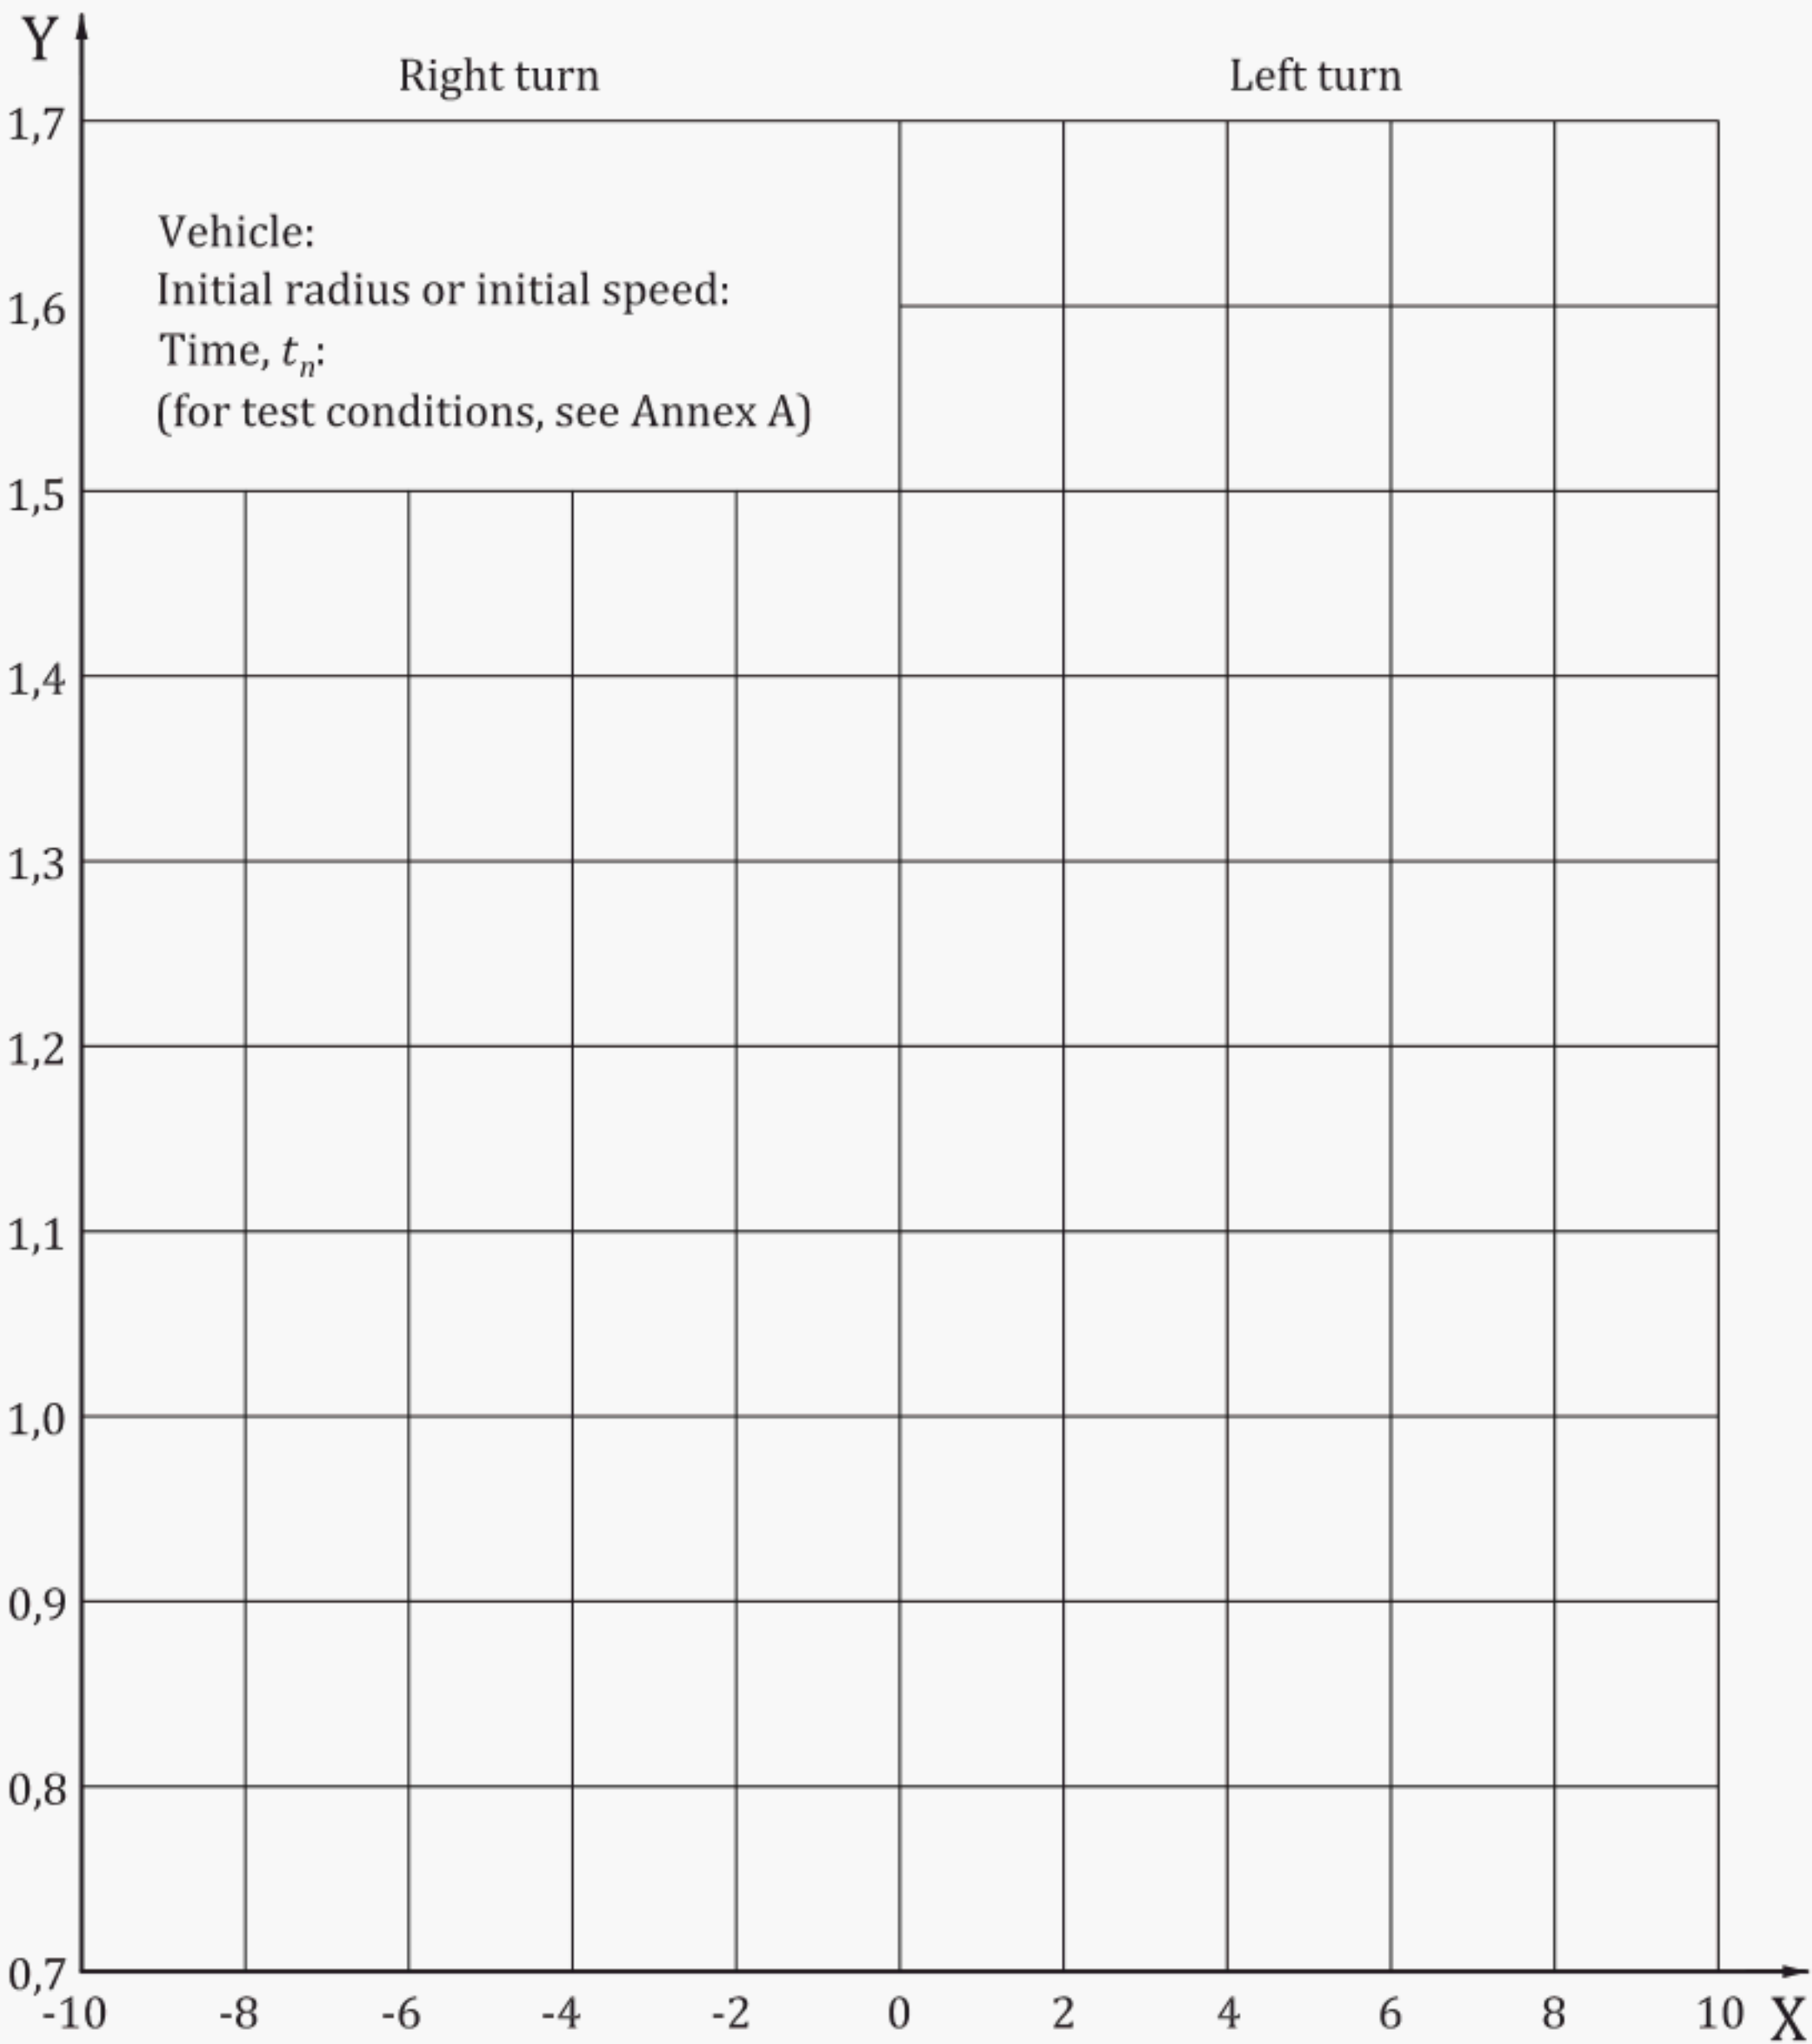 Y
Right turn
Left turn
1,7
Vehicle:
Initial radius or initial speed:
1,6
Time, tn:
(for test conditions, see Annex A)
1,5
1,4
1,3
1,2
1,1
1,0
0,9
0,8
0,7
-10 -8 -6 -4 -2 0 2 4 6 8 10 X